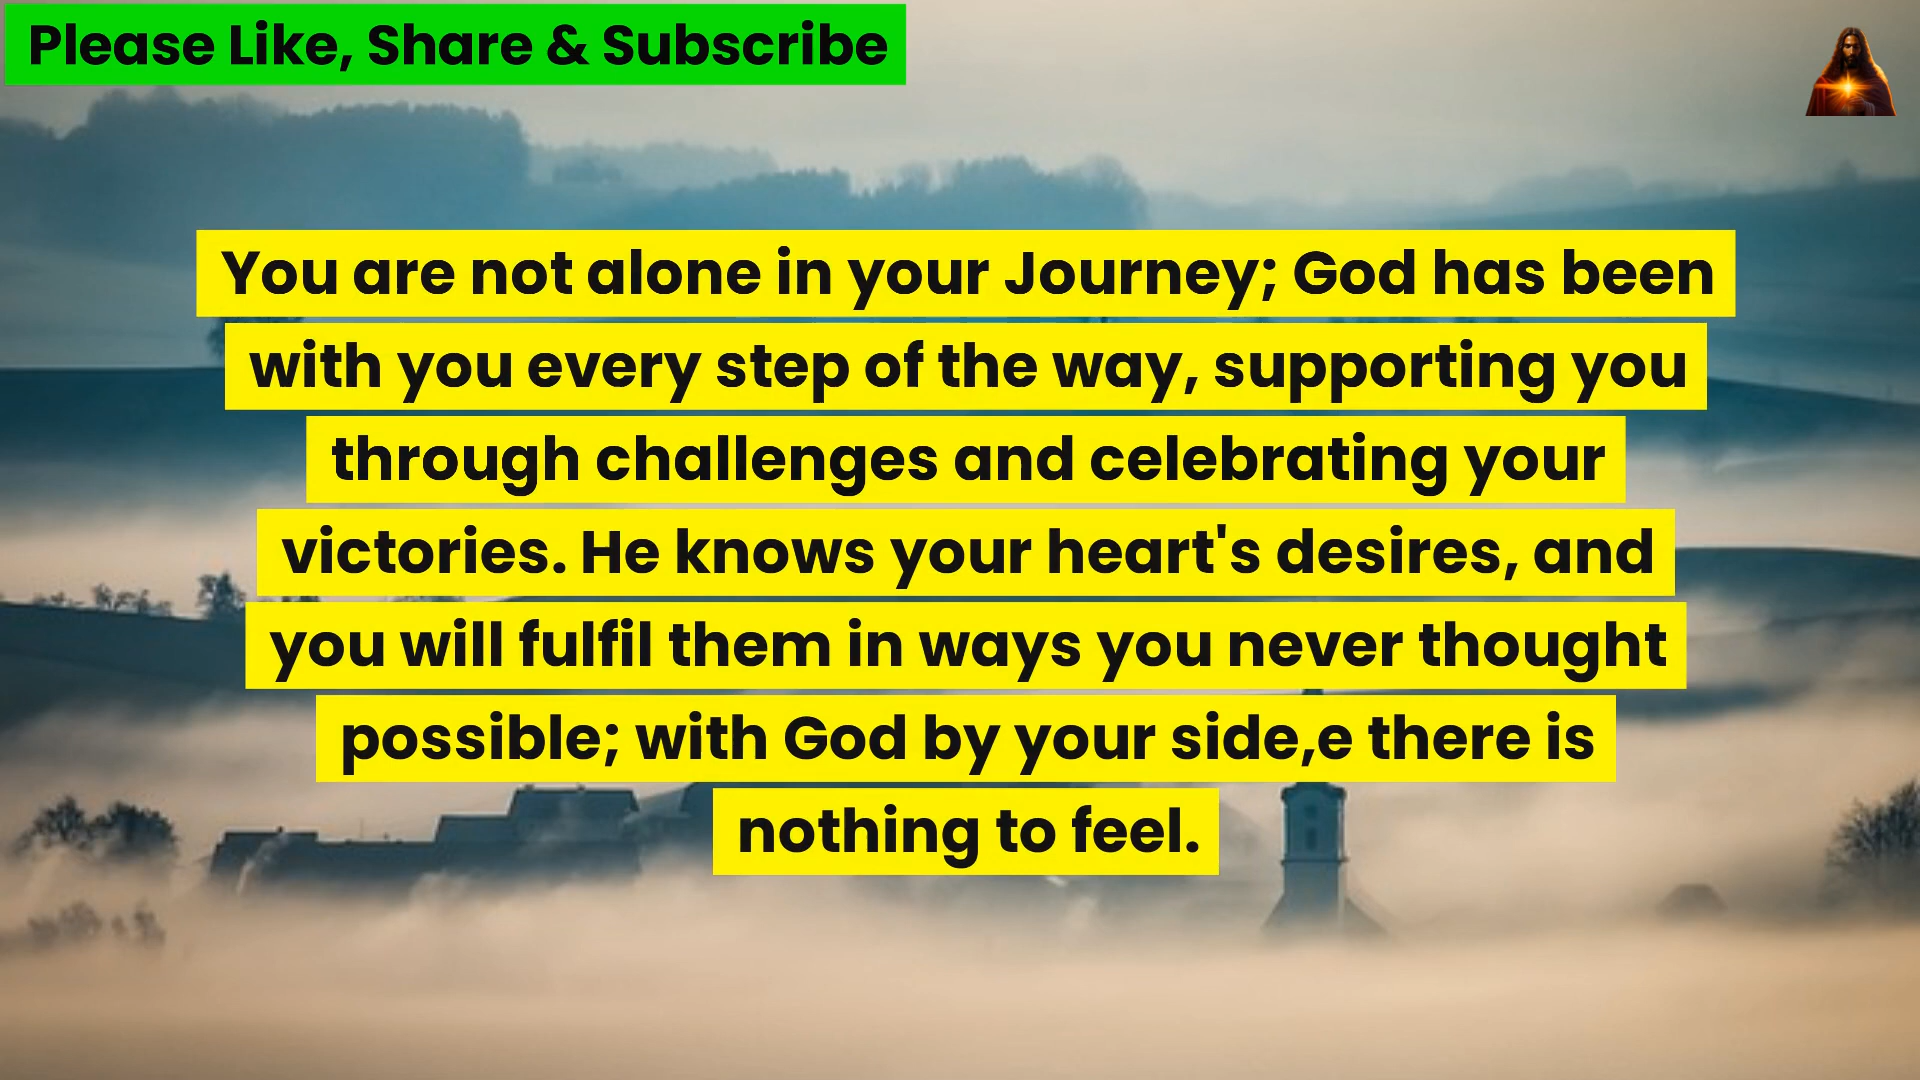 Please Like, Share & Subscribe
You are not alone in your Journey; God has been
with you every step of the way, supporting you
through challenges and celebrating your
victories. He knows your heart's desires, and
you will fulfil them in ways you never thought
possible; with God by your side,e there is
nothing to feel.